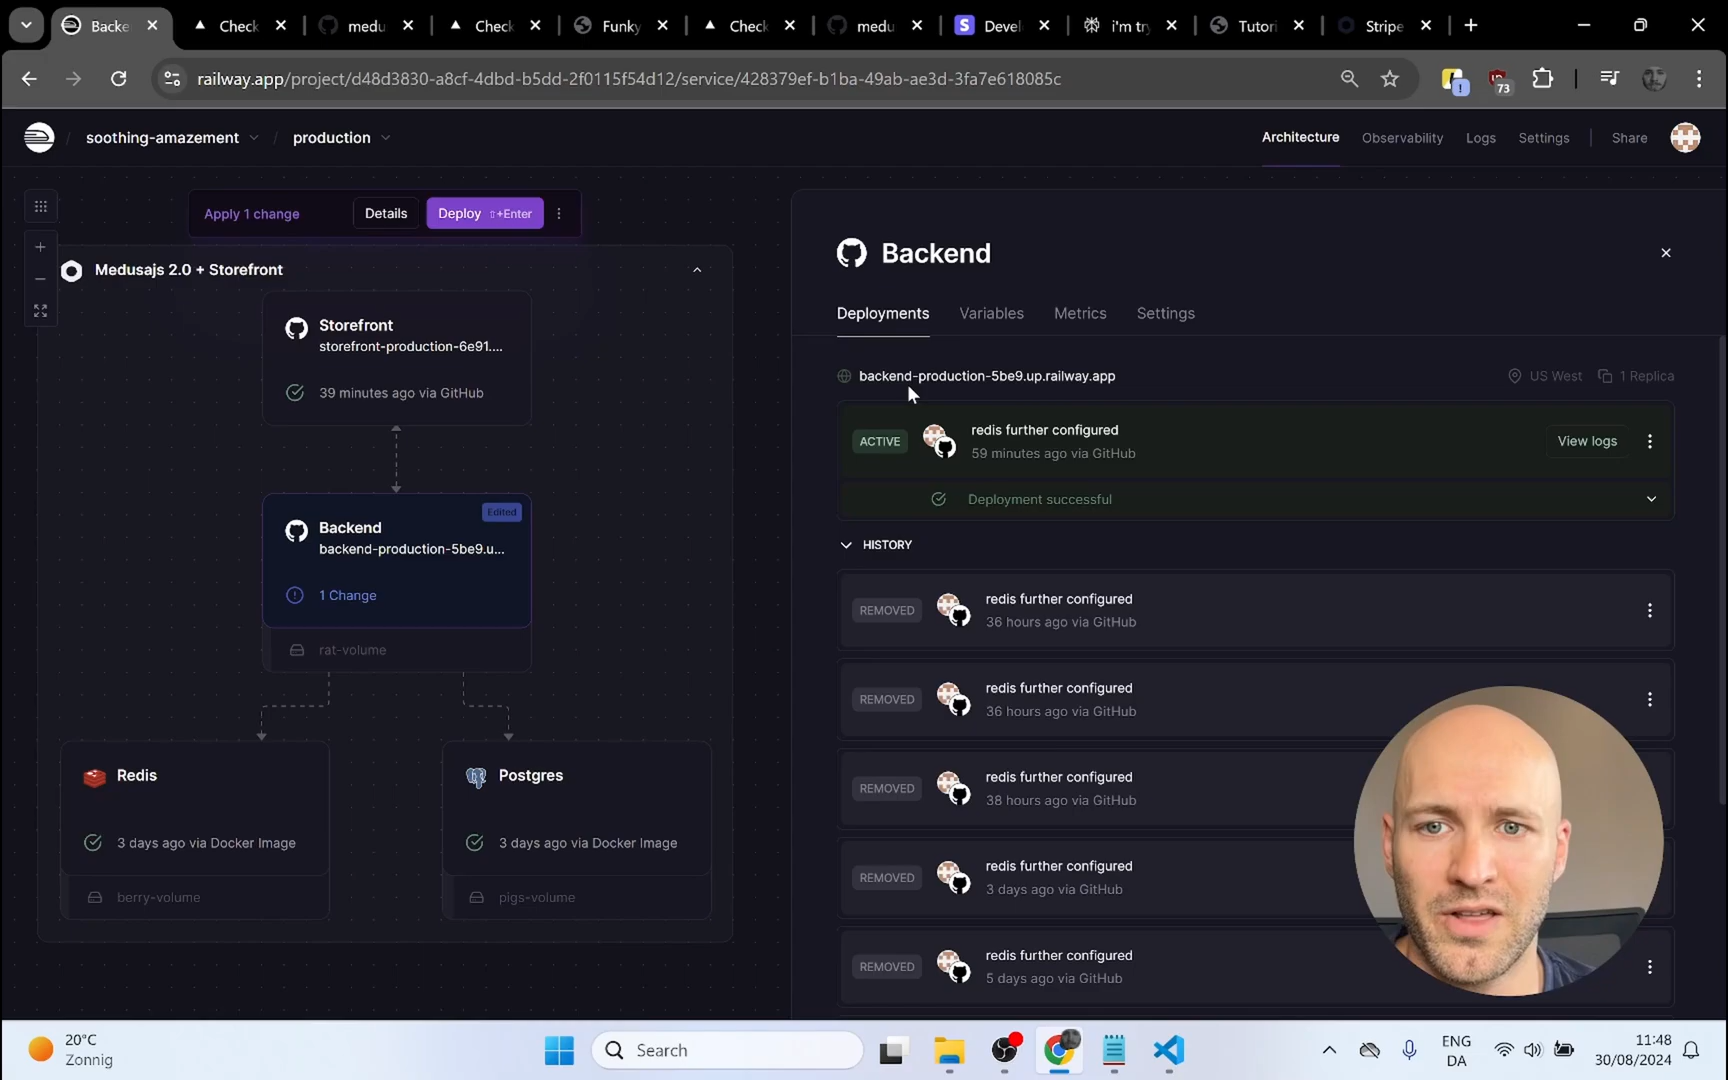 Backe
Check
medu
Check
Funky
Check
medu
S
Devel
i'm try
Tutori
Stripe
railway.app/project/d48d3830-a8cf-4dbd-b5dd-2f0115f54d12/service/428379ef-b1ba-49ab-ae3d-3fa7e618085c
!
73
soothing-amazement
/
production
Architecture
Observability
Logs
Settings
Share
Apply 1 change
Details
Deploy ⇧+Enter
Medusajs 2.0 + Storefront
Storefront
storefront-production-6e91....
39 minutes ago via GitHub
Edited
Backend
backend-production-5be9.u...
1 Change
rat-volume
Redis
3 days ago via Docker Image
berry-volume
Postgres
3 days ago via Docker Image
pigs-volume
Backend
Deployments
Variables
Metrics
Settings
backend-production-5be9.up.railway.app
US West
1 Replica
ACTIVE
redis further configured
59 minutes ago via GitHub
View logs
Deployment successful
HISTORY
REMOVED
redis further configured
36 hours ago via GitHub
REMOVED
redis further configured
36 hours ago via GitHub
REMOVED
redis further configured
38 hours ago via GitHub
REMOVED
redis further configured
3 days ago via GitHub
REMOVED
redis further configured
5 days ago via GitHub
20°C
Zonnig
Search
ENG
DA
11:48
30/08/2024